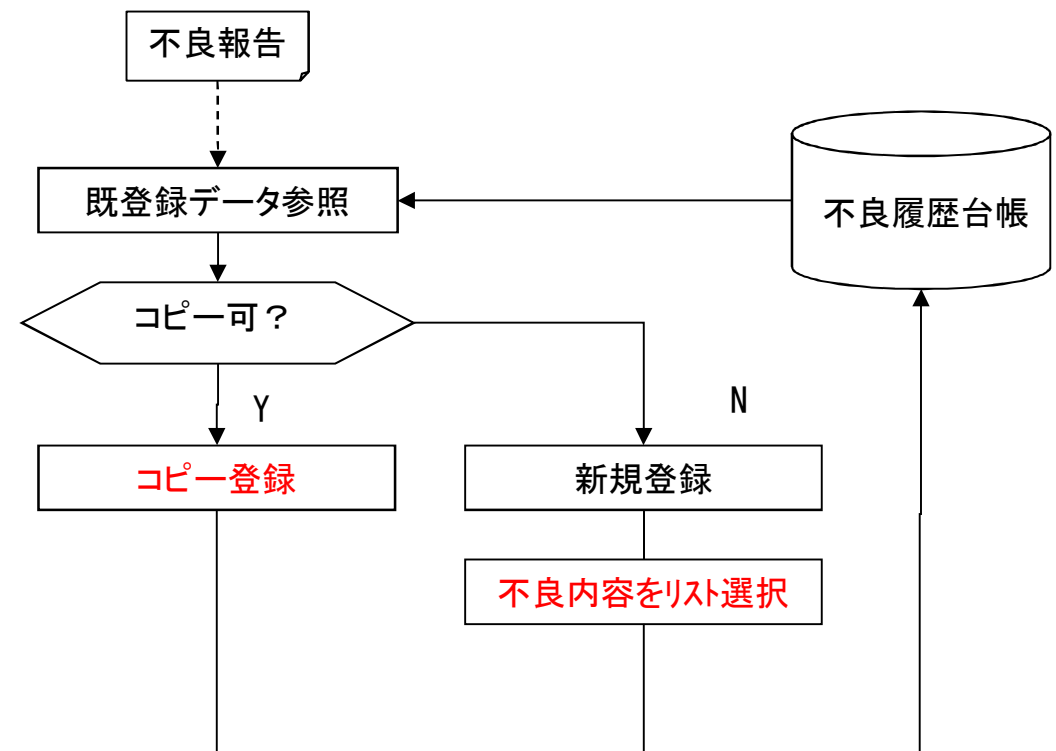 不良報告
既登録データ参照
不良履歴台帳
コピー可？
Y
N
コピー登録
新規登録
不良内容をリスト選択